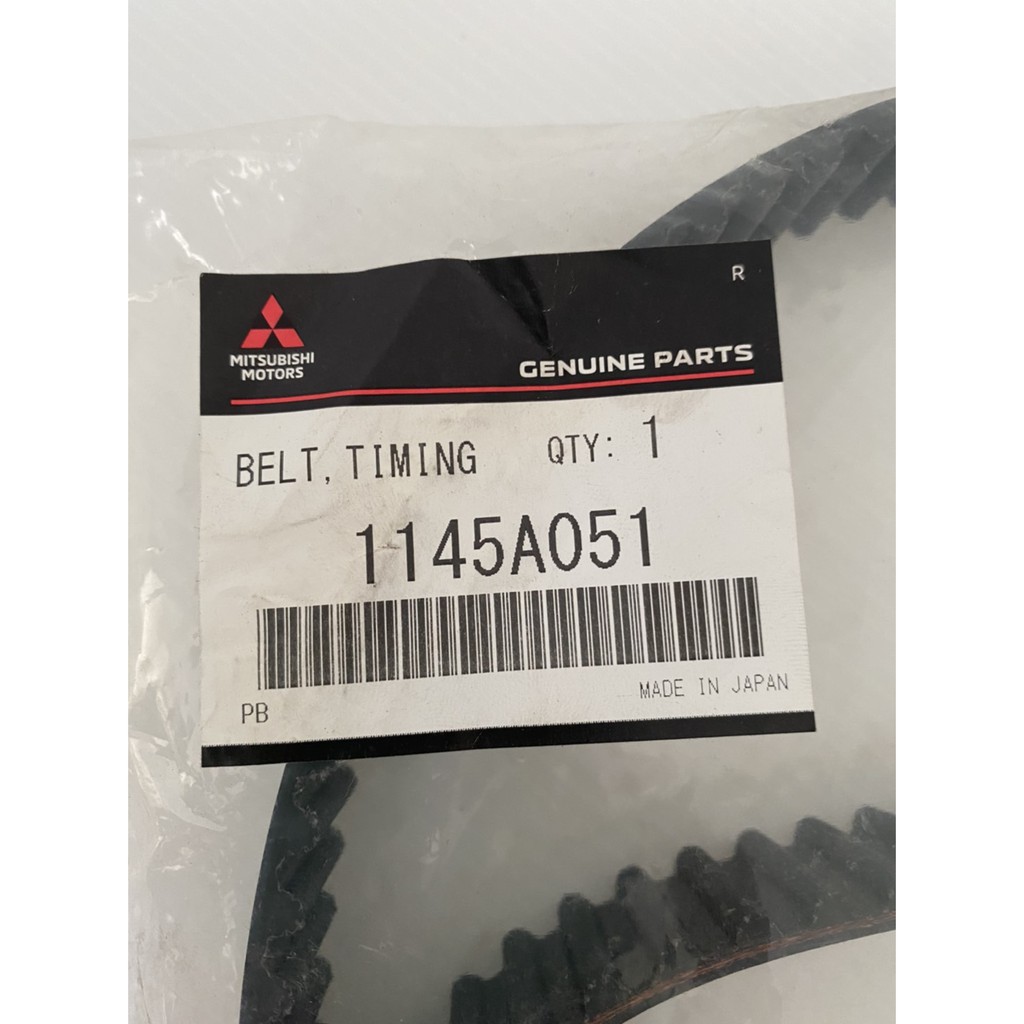 R
MITSUBISHI
MOTORS
GENUINE PARTS
BELT, TIMING QTY: 1
1145A051
MADE IN JAPAN
PB